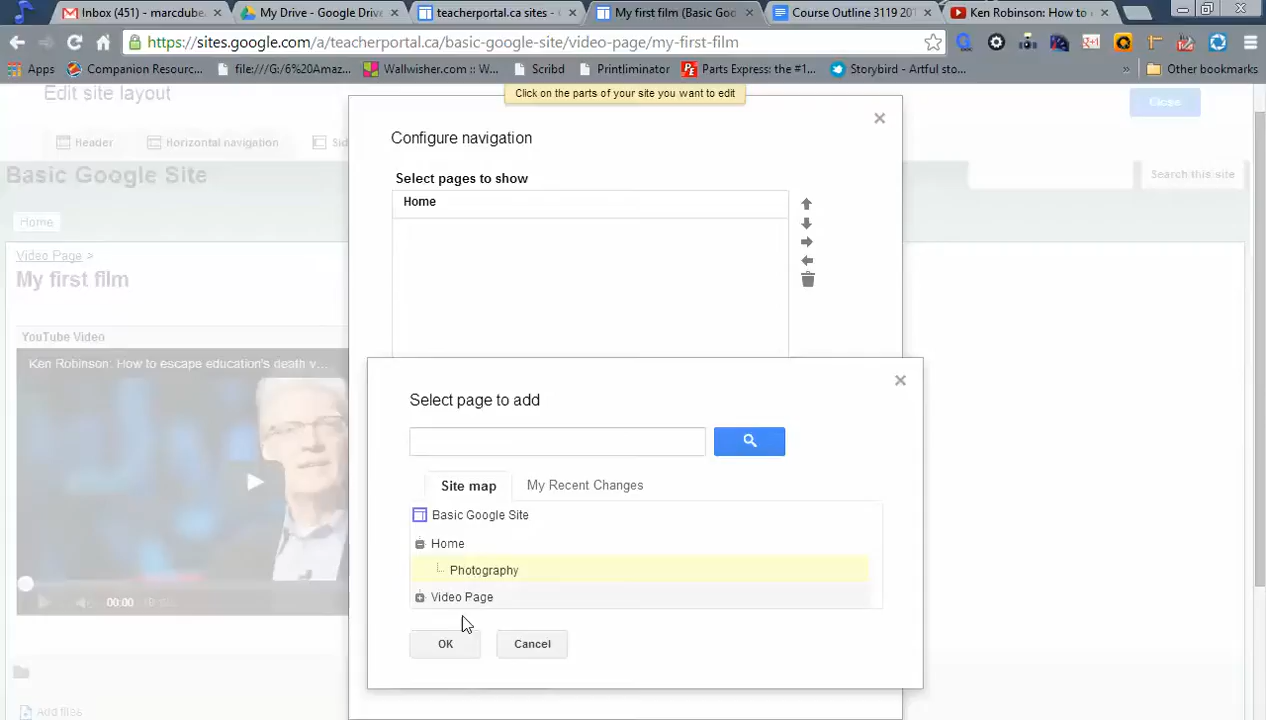 Inbox (451) - marcdube
My Drive - Google Drive
teacherportal.ca sites -
My first film (Basic Goo
Course Outline 3119 201
Ken Robinson: How to
https://sites.google.com/a/teacherportal.ca/basic-google-site/video-page/my-first-film
Apps
Companion Resourc...
file:///G:/6%20Amaz...
Wallwisher.com :: W...
Scribd
Printliminator
Parts Express: the #1...
Storybird - Artful sto...
»
Other bookmarks
Edit site layout
Click on the parts of your site you want to edit
Close
Header
Horizontal navigation
Sid
Configure navigation
Basic Google Site
Search this site
Select pages to show
Home
Home
Video Page >
My first film
YouTube Video
Ken Robinson: How to escape education's death v...
Select page to add
Site map
My Recent Changes
Basic Google Site
Home
Photography
Video Page
00:00
OK
Cancel
Add files